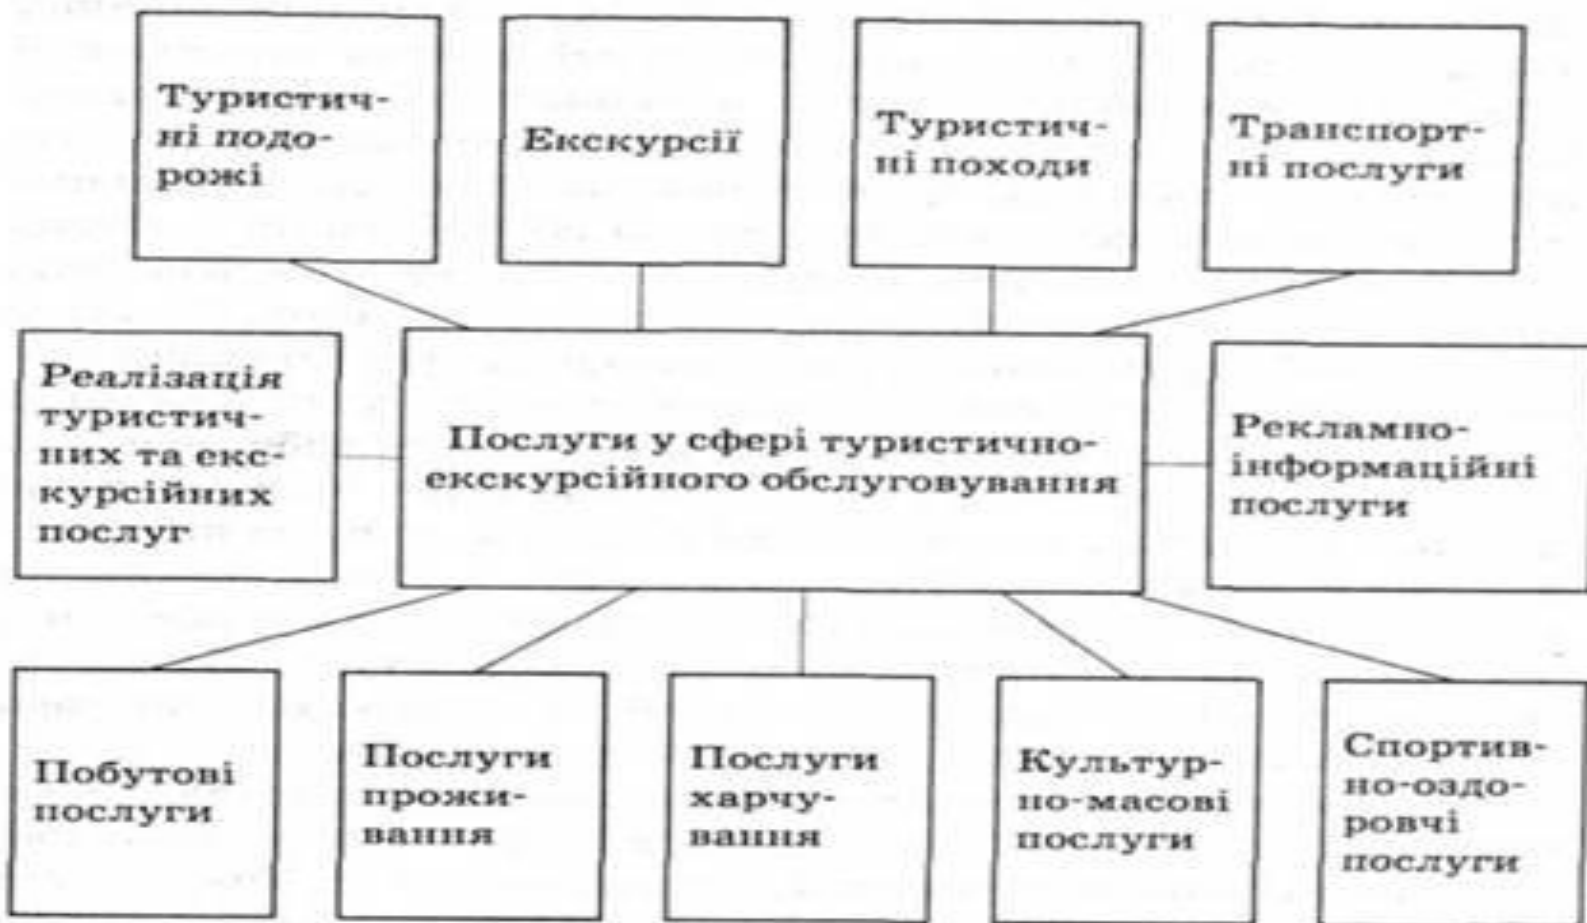 Туристич-
ні подо-
рожі
Екскурсії
Туристич-
ні походи
Транспорт-
ні послуги
Реалізація
туристич-
них та екс-
курсійних
послуг
Послуги у сфері туристично-
екскурсійного обслуговування
Рекламно-
інформаційні
послуги
Побутові
послуги
Послуги
прожи-
вання
Послуги
харчу-
вання
Культур-
но-масові
послуги
Спортив-
но-оздо-
ровчі
послуги